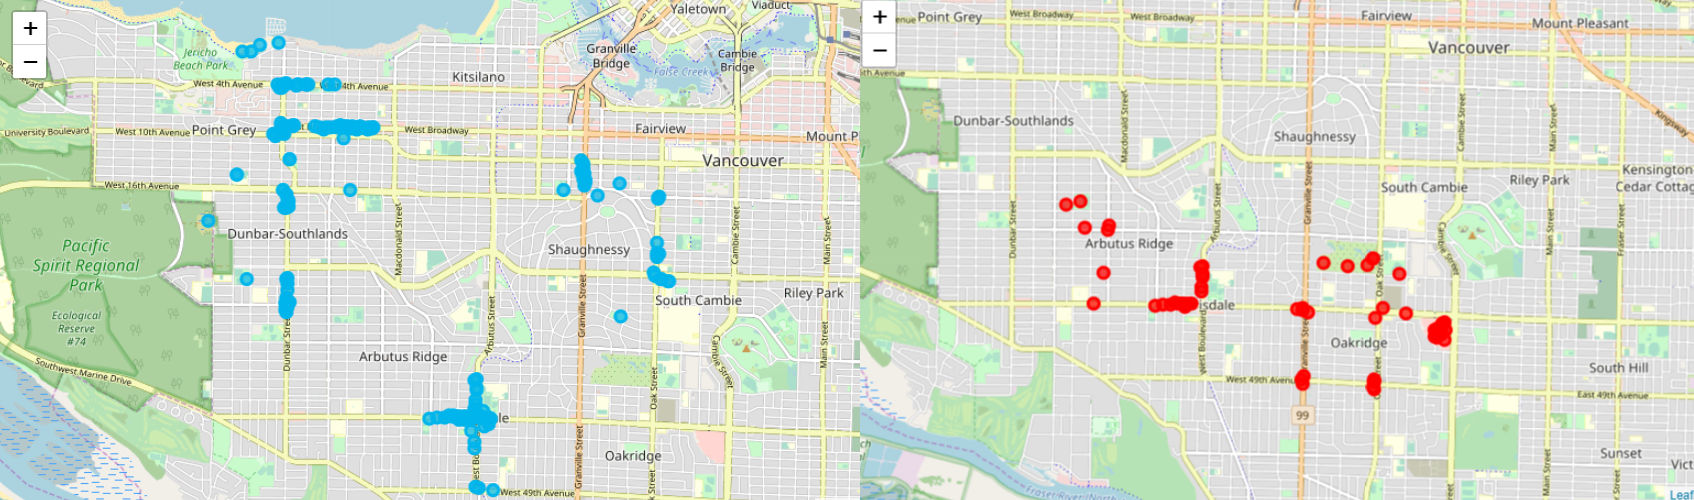 +
−
Jericho
Beach Park
West 4th Avenue
4th Avenue
Kitsilano
Granville
Bridge
Yaletown
Viaduct
Cambie
Bridge
False Creek
University Boulevard
West 10th Avenue
Point Grey
West Broadway
Fairview
Mount P
Vancouver
West 16th Avenue
Dunbar-Southlands
Macdonald Street
Shaughnessy
Cambie Street
Main Street
Pacific
Spirit Regional
Park
Ecological
Reserve
#74
South Cambie
Riley Park
Dunbar Stre
Arbutus Street
Granville Street
Arbutus Ridge
Southwest Marine Drive
Oak Street
Cambie Street
Main Street
le
Oakridge
Granville Street
Street
West 49th Avenue
+
−
enue
Point Grey
West Broadway
West Broadway
Fairview
Mount Pleasant
Vancouver
Kingsway
Dunbar-Southlands
Macdonald Street
Shaughnessy
Cambie Street
Main Street
Kensington
Cedar Cottag
South Cambie
Riley Park
Dunbar Street
Arbutus Street
Granville Street
Arbutus Ridge
Oak Street
Cambie Street
Main Street
Fraser Street
isdale
West Boulevard
Oakridge
West 49th Avenu
South Hill
East 49th Avenue
99
Sunset
Vict
Fraser River (North
Main Street
Street
Leaf